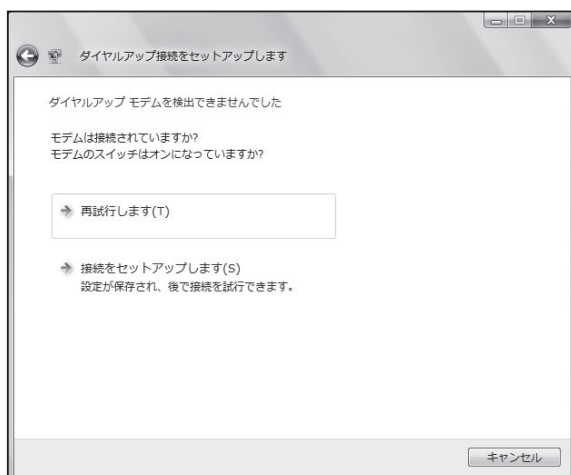 ダイヤルアップ接続をセットアップします
ダイヤルアップ モデムを検出できませんでした
モデムは接続されていますか?
モデムのスイッチはオンになっていますか?
再試行します(T)
接続をセットアップします(S)
設定が保存され、後で接続を試行できます。
キャンセル